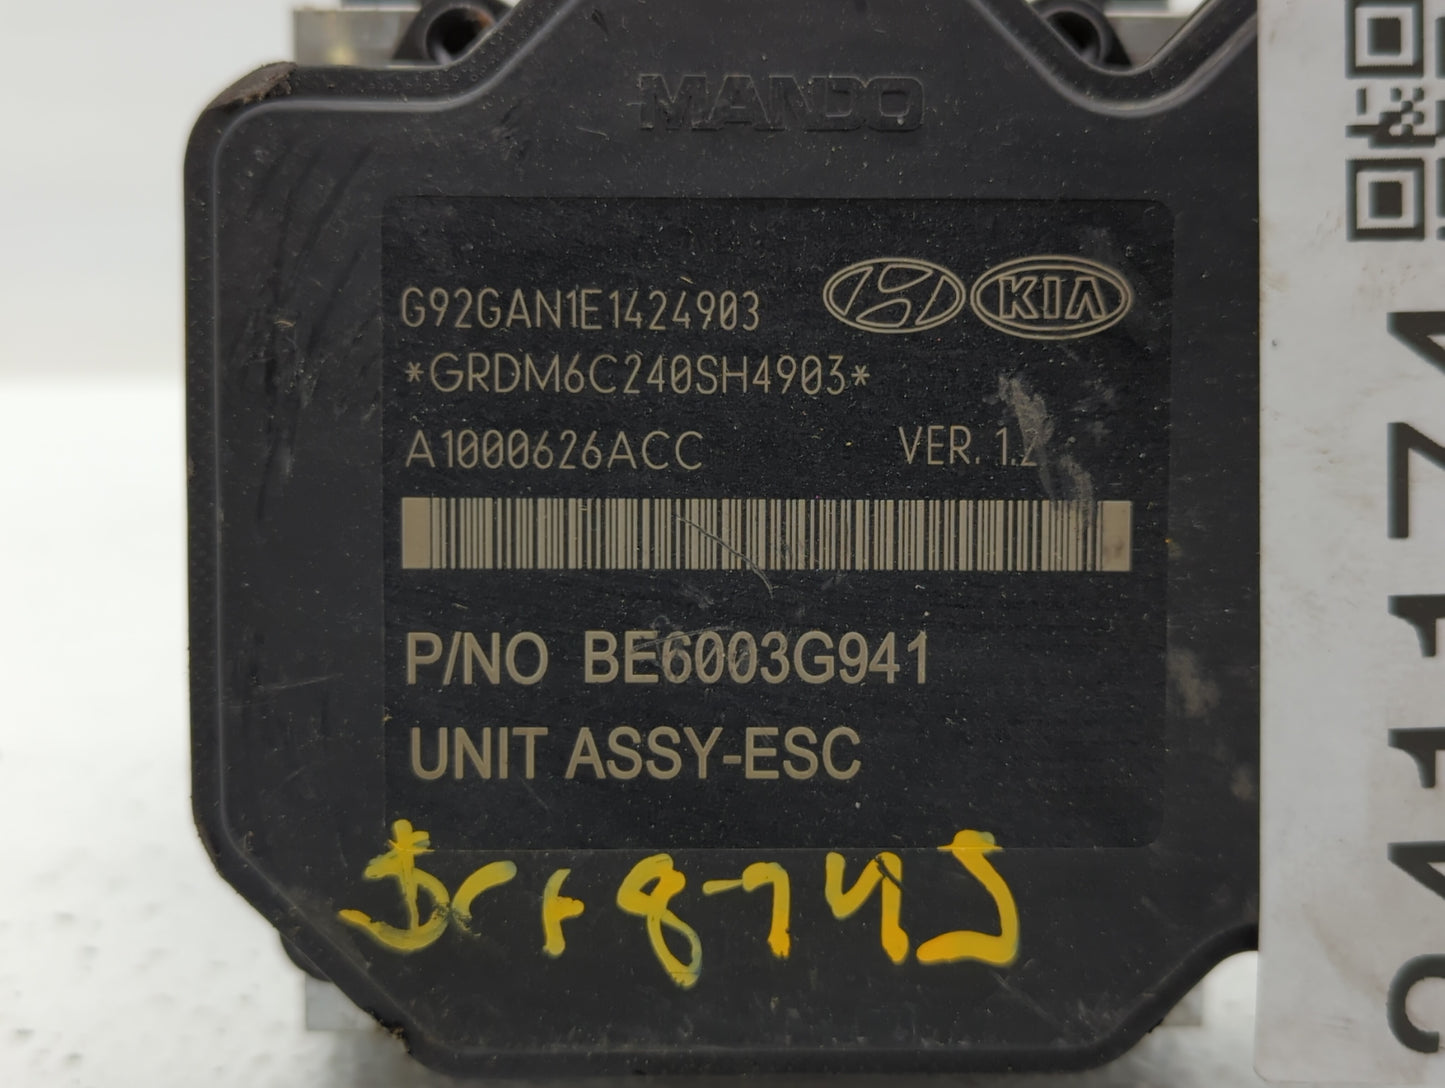 MANDO
G92GAN1E1424903
KIA
*GRDM6C240SH4903*
A1000626ACC VER. 1.2
P/NO BE6003G941
UNIT ASSY-ESC